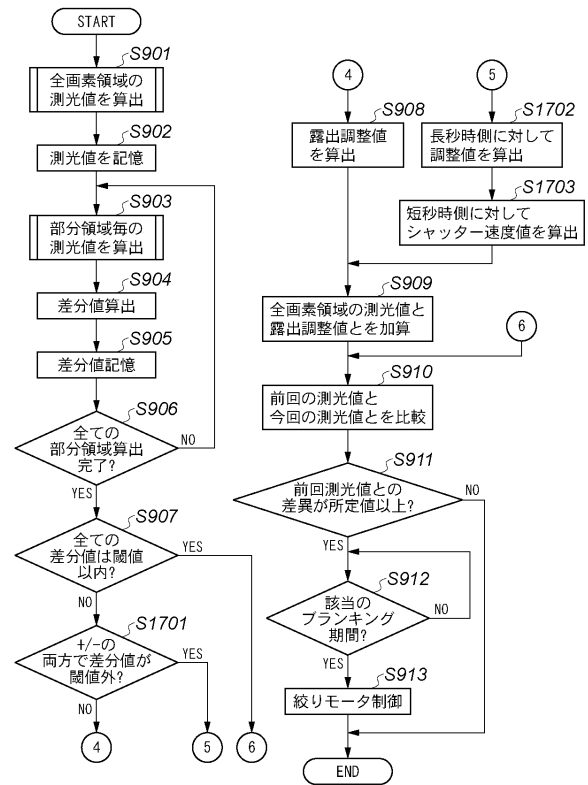 START
S901
全画素領域の
測光値を算出
S902
測光値を記憶
S903
部分領域毎の
測光値を算出
S904
差分値算出
S905
差分値記憶
S906
全ての
部分領域算出
完了?
NO
YES
S907
全ての
差分値は閾値
以内?
YES
NO
S1701
+/-の
両方で差分値が
閾値外?
YES
NO
4
5
6
4
5
S908
露出調整値
を算出
S1702
長秒時側に対して
調整値を算出
S1703
短秒時側に対して
シャッター速度値を算出
S909
全画素領域の測光値と
露出調整値とを加算
6
S910
前回の測光値と
今回の測光値とを比較
S911
前回測光値との
差異が所定値以上?
NO
YES
S912
該当の
ブランキング
期間?
NO
YES
S913
絞りモータ制御
END